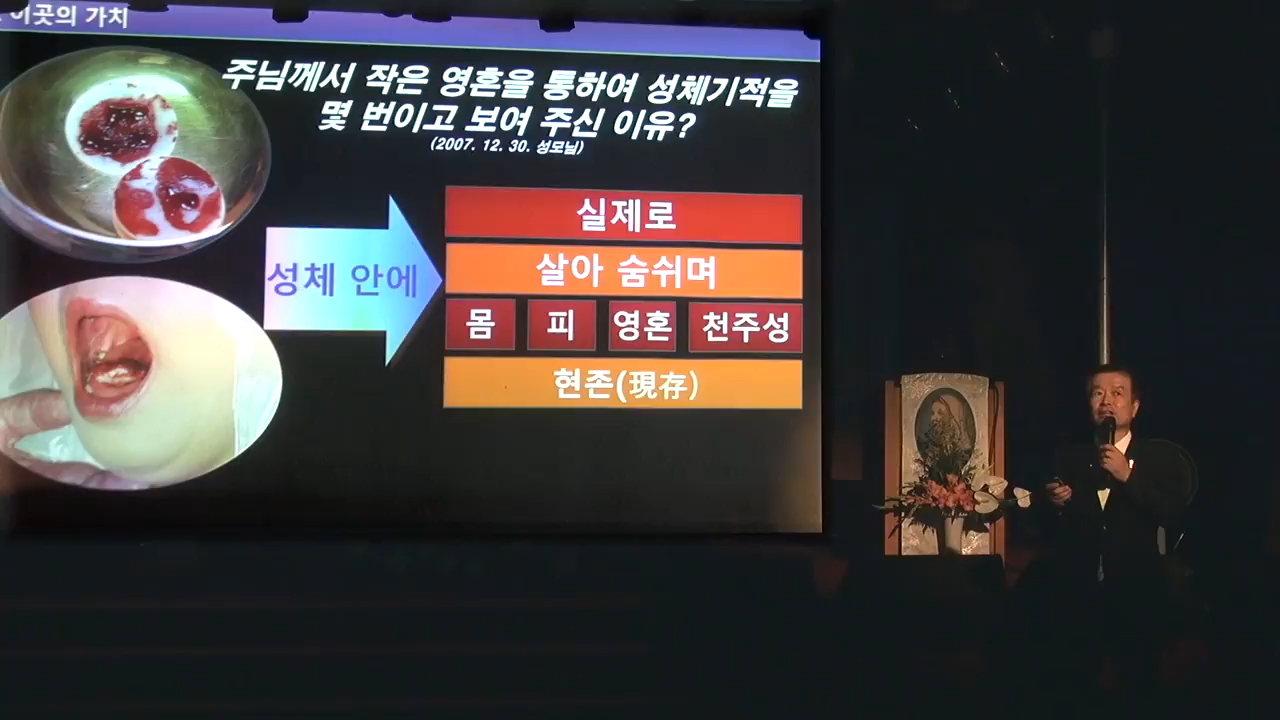 이곳의 가치
주님께서 작은 영혼을 통하여 성체기적을
몇 번이고 보여 주신 이유?
(2007. 12. 30. 성모님)
성체 안에
실제로
살아 숨쉬며
몸 피 영혼 천주성
현존(現存)